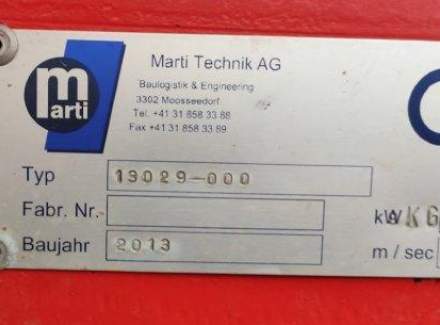 marti
Marti Technik AG
Baulogistik & Engineering
3302 Moosseedorf
Tel. +41 31 858 33 88
Fax +41 31 858 33 89
Typ 13029-000
Fabr. Nr.
Baujahr 2013
KG
m / sec